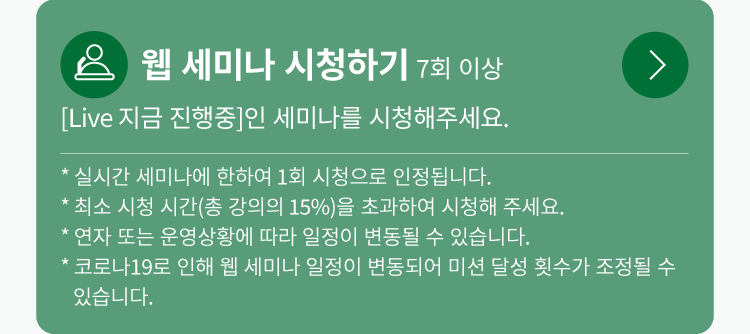 웹 세미나 시청하기 7회 이상
[Live 지금 진행중]인 세미나를 시청해주세요.
* 실시간 세미나에 한하여 1회 시청으로 인정됩니다.
* 최소 시청 시간(총 강의의 15%)을 초과하여 시청해 주세요.
* 연자 또는 운영상황에 따라 일정이 변동될 수 있습니다.
* 코로나19로 인해 웹 세미나 일정이 변동되어 미션 달성 횟수가 조정될 수
있습니다.